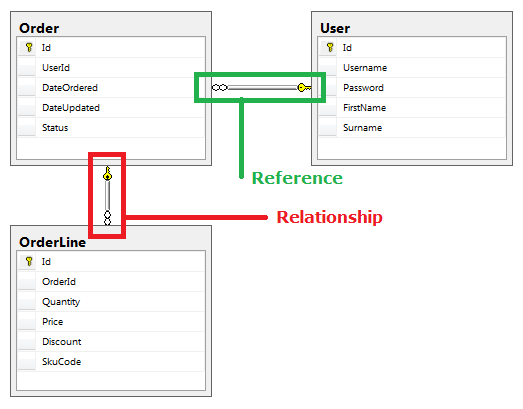 Order
Id
UserId
DateOrdered
DateUpdated
Status
User
Id
Username
Password
FirstName
Surname
Reference
Relationship
OrderLine
Id
OrderId
Quantity
Price
Discount
SkuCode